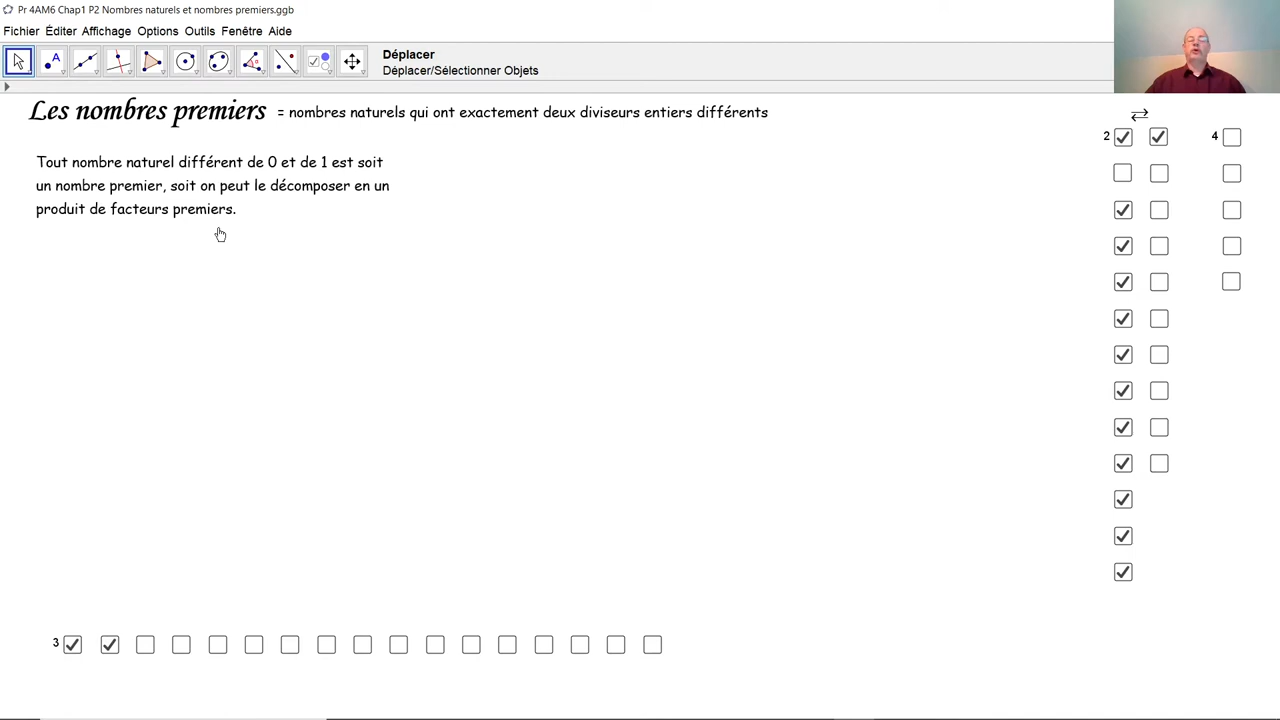 Pr 4AM6 Chap1 P2 Nombres naturels et nombres premiers.ggb
Fichier Éditer Affichage Options Outils Fenêtre Aide
Déplacer
Déplacer/Sélectionner Objets
Les nombres premiers = nombres naturels qui ont exactement deux diviseurs entiers différents
2 4
Tout nombre naturel différent de 0 et de 1 est soit
un nombre premier, soit on peut le décomposer en un
produit de facteurs premiers.
3